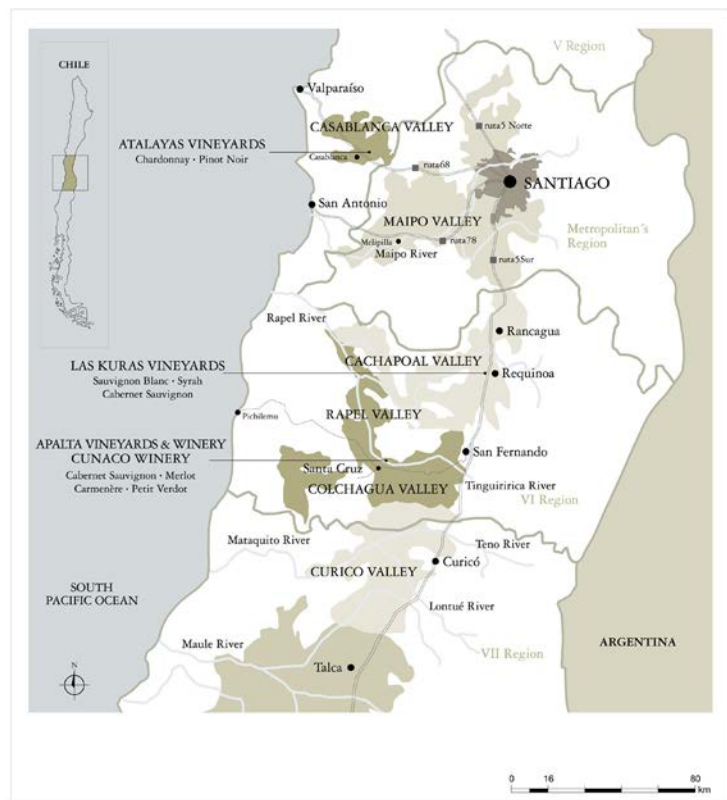 V Region
CHILE
Valparaíso
CASABLANCA VALLEY
ruta5 Norte
ATALAYAS VINEYARDS
Chardonnay · Pinot Noir
Casablanca
ruta68
SANTIAGO
San Antonio
MAIPO VALLEY
Metropolitan's
Region
Melipilla
ruta78
Maipo River
ruta5Sur
Rapel River
Rancagua
CACHAPOAL VALLEY
LAS KURAS VINEYARDS
Sauvignon Blanc · Syrah
Cabernet Sauvignon
Requínoa
Pichilemu
RAPEL VALLEY
APALTA VINEYARDS & WINERY
CUNACO WINERY
Cabernet Sauvignon · Merlot
Carmenère · Petit Verdot
San Fernando
Santa Cruz
COLCHAGUA VALLEY
Tinguiririca River
VI Region
Mataquito River
Teno River
CURICO VALLEY
Curicó
SOUTH
PACIFIC OCEAN
Lontué River
Maule River
VII Region
ARGENTINA
Talca
N
0 16 80
km